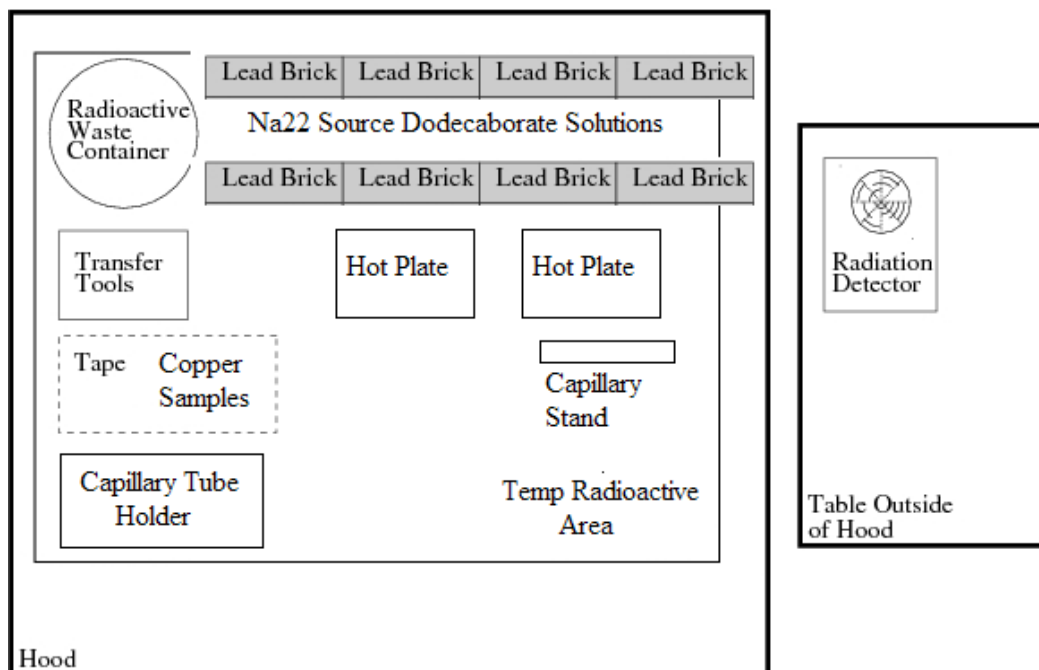 Lead Brick Lead Brick Lead Brick Lead Brick
Radioactive
Waste
Container
Na22 Source Dodecaborate Solutions
Lead Brick Lead Brick Lead Brick Lead Brick
Transfer
Tools
Hot Plate
Hot Plate
Tape
Copper
Samples
Capillary
Stand
Capillary Tube
Holder
Temp Radioactive
Area
Hood
Radiation
Detector
Table Outside
of Hood